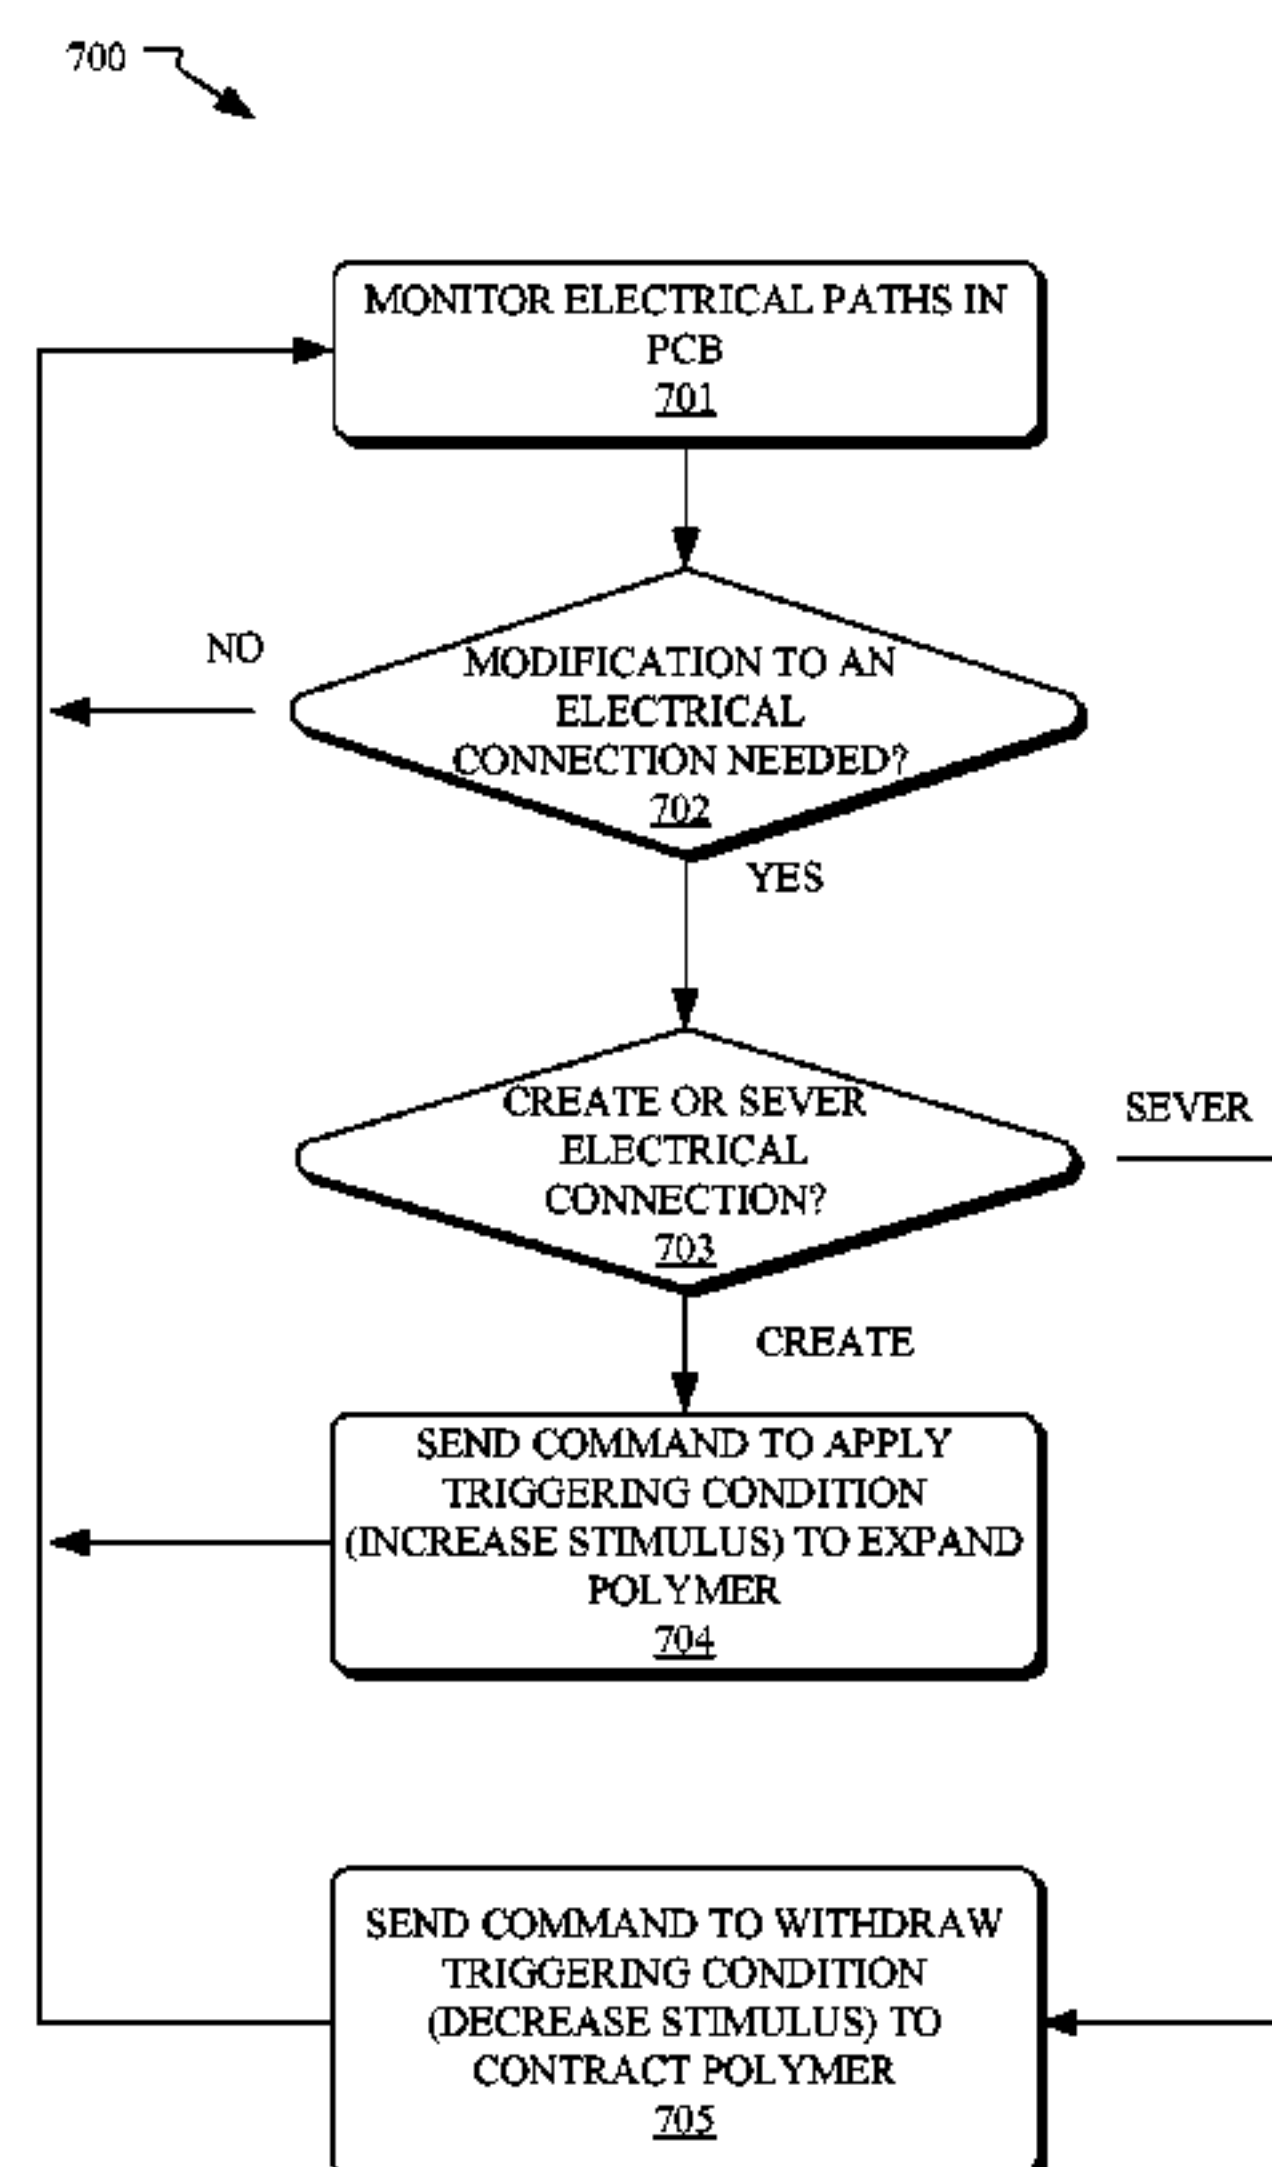 700
MONITOR ELECTRICAL PATHS IN
PCB
701
NO
MODIFICATION TO AN
ELECTRICAL
CONNECTION NEEDED?
702
YES
CREATE OR SEVER
ELECTRICAL
CONNECTION?
703
SEVER
CREATE
SEND COMMAND TO APPLY
TRIGGERING CONDITION
(INCREASE STIMULUS) TO EXPAND
POLYMER
704
SEND COMMAND TO WITHDRAW
TRIGGERING CONDITION
(DECREASE STIMULUS) TO
CONTRACT POLYMER
705